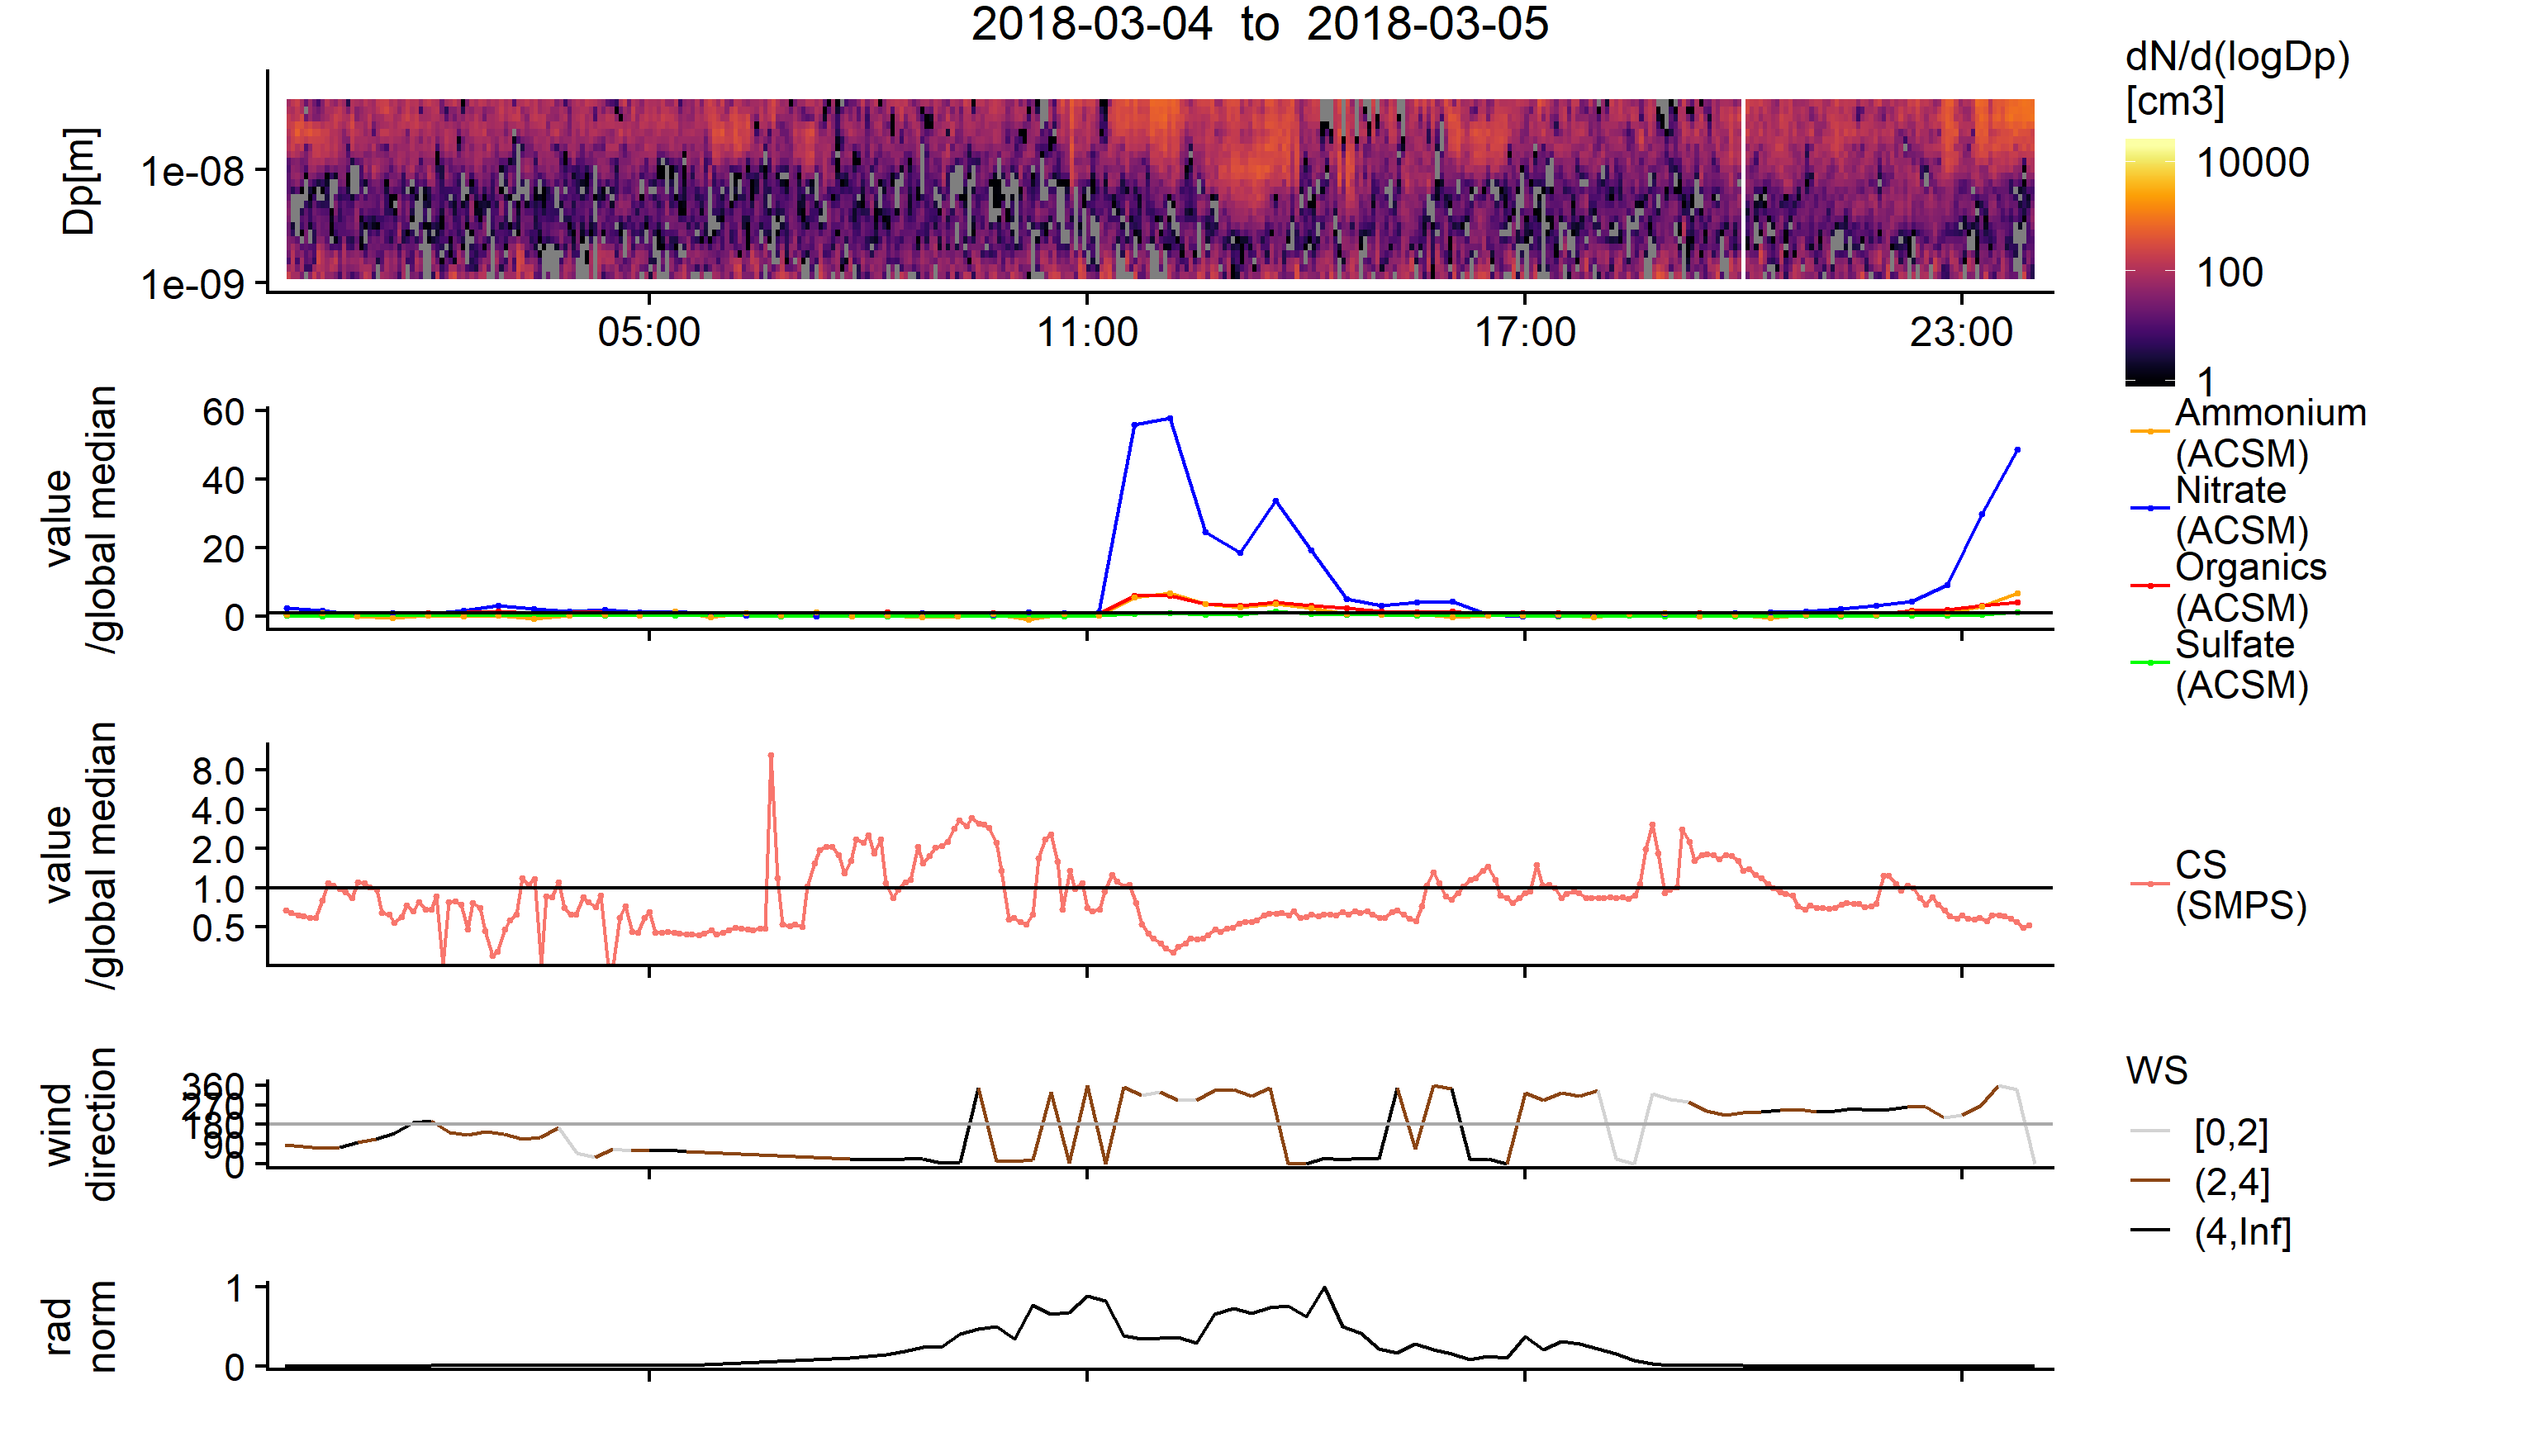 2018-03-04 to 2018-03-05
Dp[m]
1e-08
1e-09
05:00
11:00
17:00
23:00
dN/d(logDp)
[cm3]
10000
100
1
value
/global median
60
40
20
0
Ammonium
(ACSM)
Nitrate
(ACSM)
Organics
(ACSM)
Sulfate
(ACSM)
value
/global median
8.0
4.0
2.0
1.0
0.5
CS
(SMPS)
wind
direction
360
270
180
90
0
WS
[0,2]
(2,4]
(4,Inf]
rad
norm
1
0